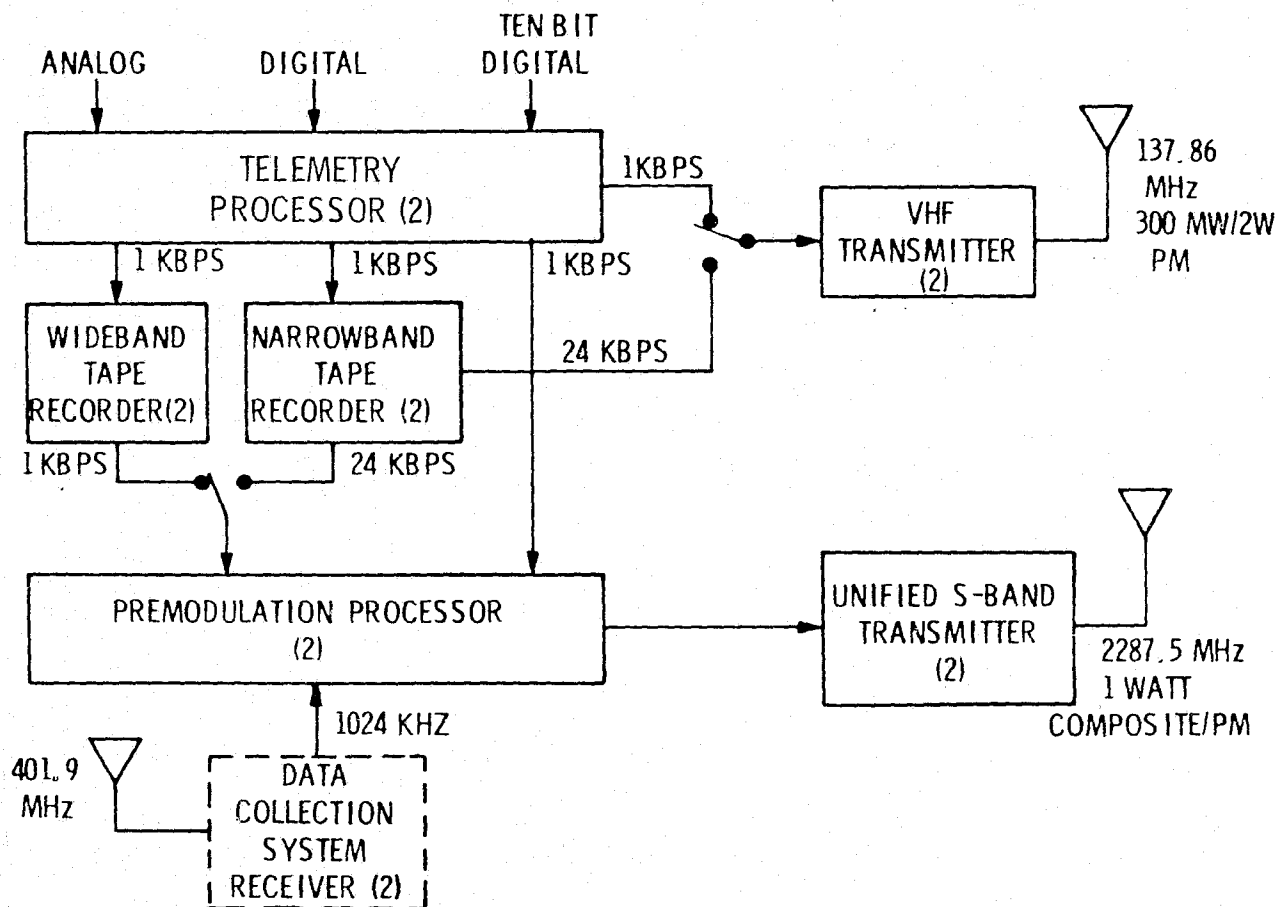 TEN BIT
ANALOG DIGITAL DIGITAL
TELEMETRY
PROCESSOR (2)
1KBPS
137.86
MHz
300 MW/2W
PM
VHF
TRANSMITTER
(2)
1 KBPS 1KBPS 1KBPS
WIDEBAND
TAPE
RECORDER(2)
NARROWBAND
TAPE
RECORDER (2)
24 KBPS
1KBPS 24 KBPS
PREMODULATION PROCESSOR
(2)
UNIFIED S-BAND
TRANSMITTER
(2)
2287.5 MHz
1 WATT
COMPOSITE/PM
1024 KHZ
401.9
MHz
DATA
COLLECTION
SYSTEM
RECEIVER (2)